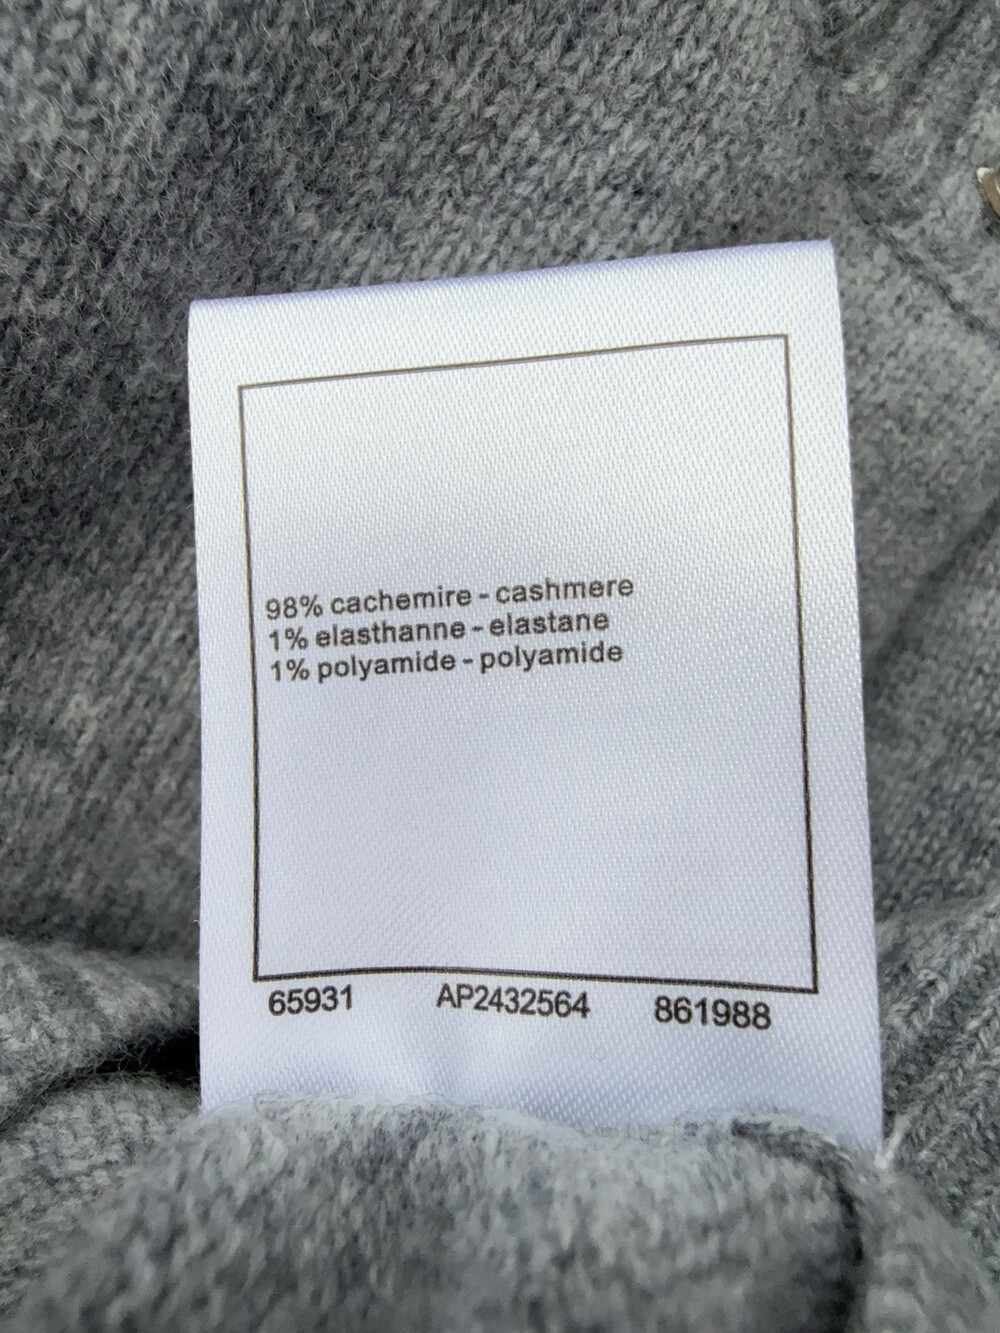 98% cachemire - cashmere
1% elasthanne - elastane
1% polyamide - polyamide
65931 AP2432564 861988